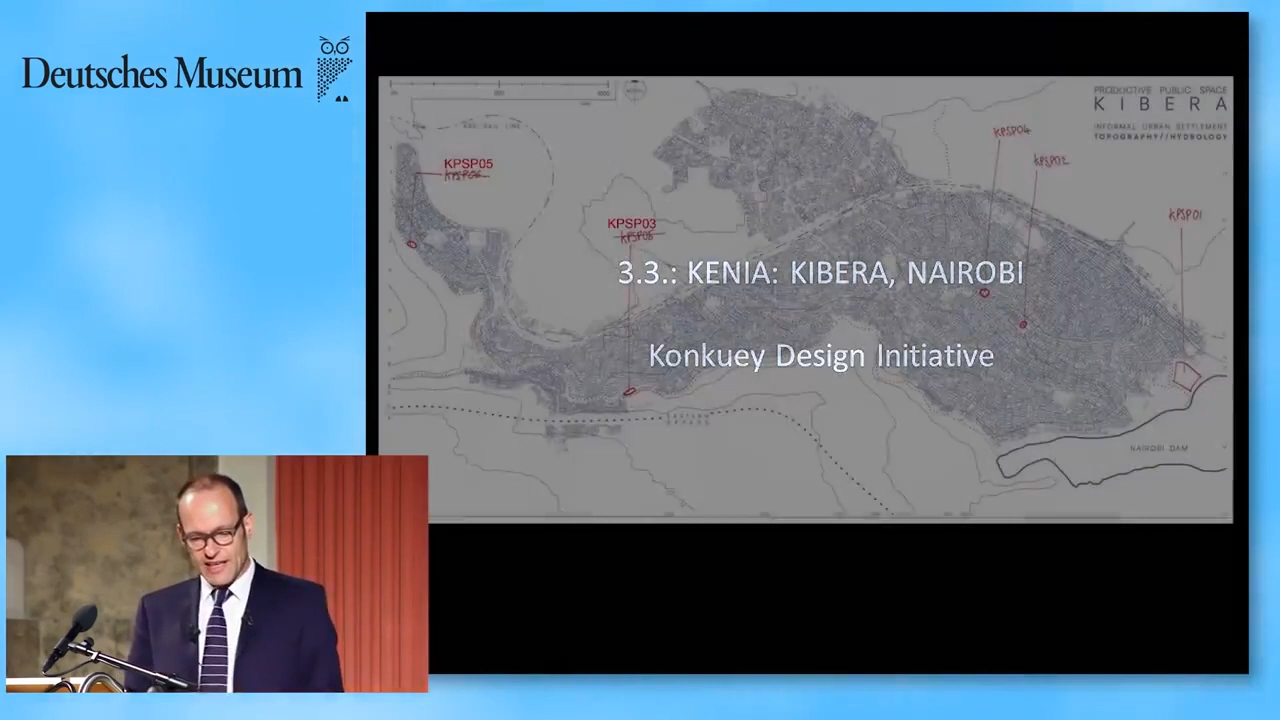 Deutsches Museum
PRODUCTIVE PUBLIC SPACE
KIBERA
INFORMAL URBAN SETTLEMENT
TOPOGRAPHY//HYDROLOGY
KPSP05
KPSP04
KPSP02
KPSP01
KPSP03
3.3.: KENIA: KIBERA, NAIROBI
Konkuey Design Initiative
NAIROBI DAM